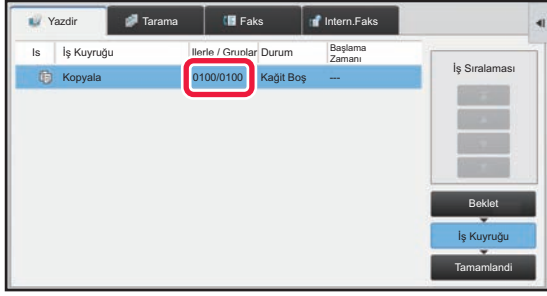 Yazdir Tarama Faks Intern.Faks
Is İş Kuyruğu Ilerle / Gruplar Durum Başlama Zamanı
Kopyala 0100/0100 Kağit Boş ---
İş Sıralaması
Beklet
İş Kuyruğu
Tamamlandi